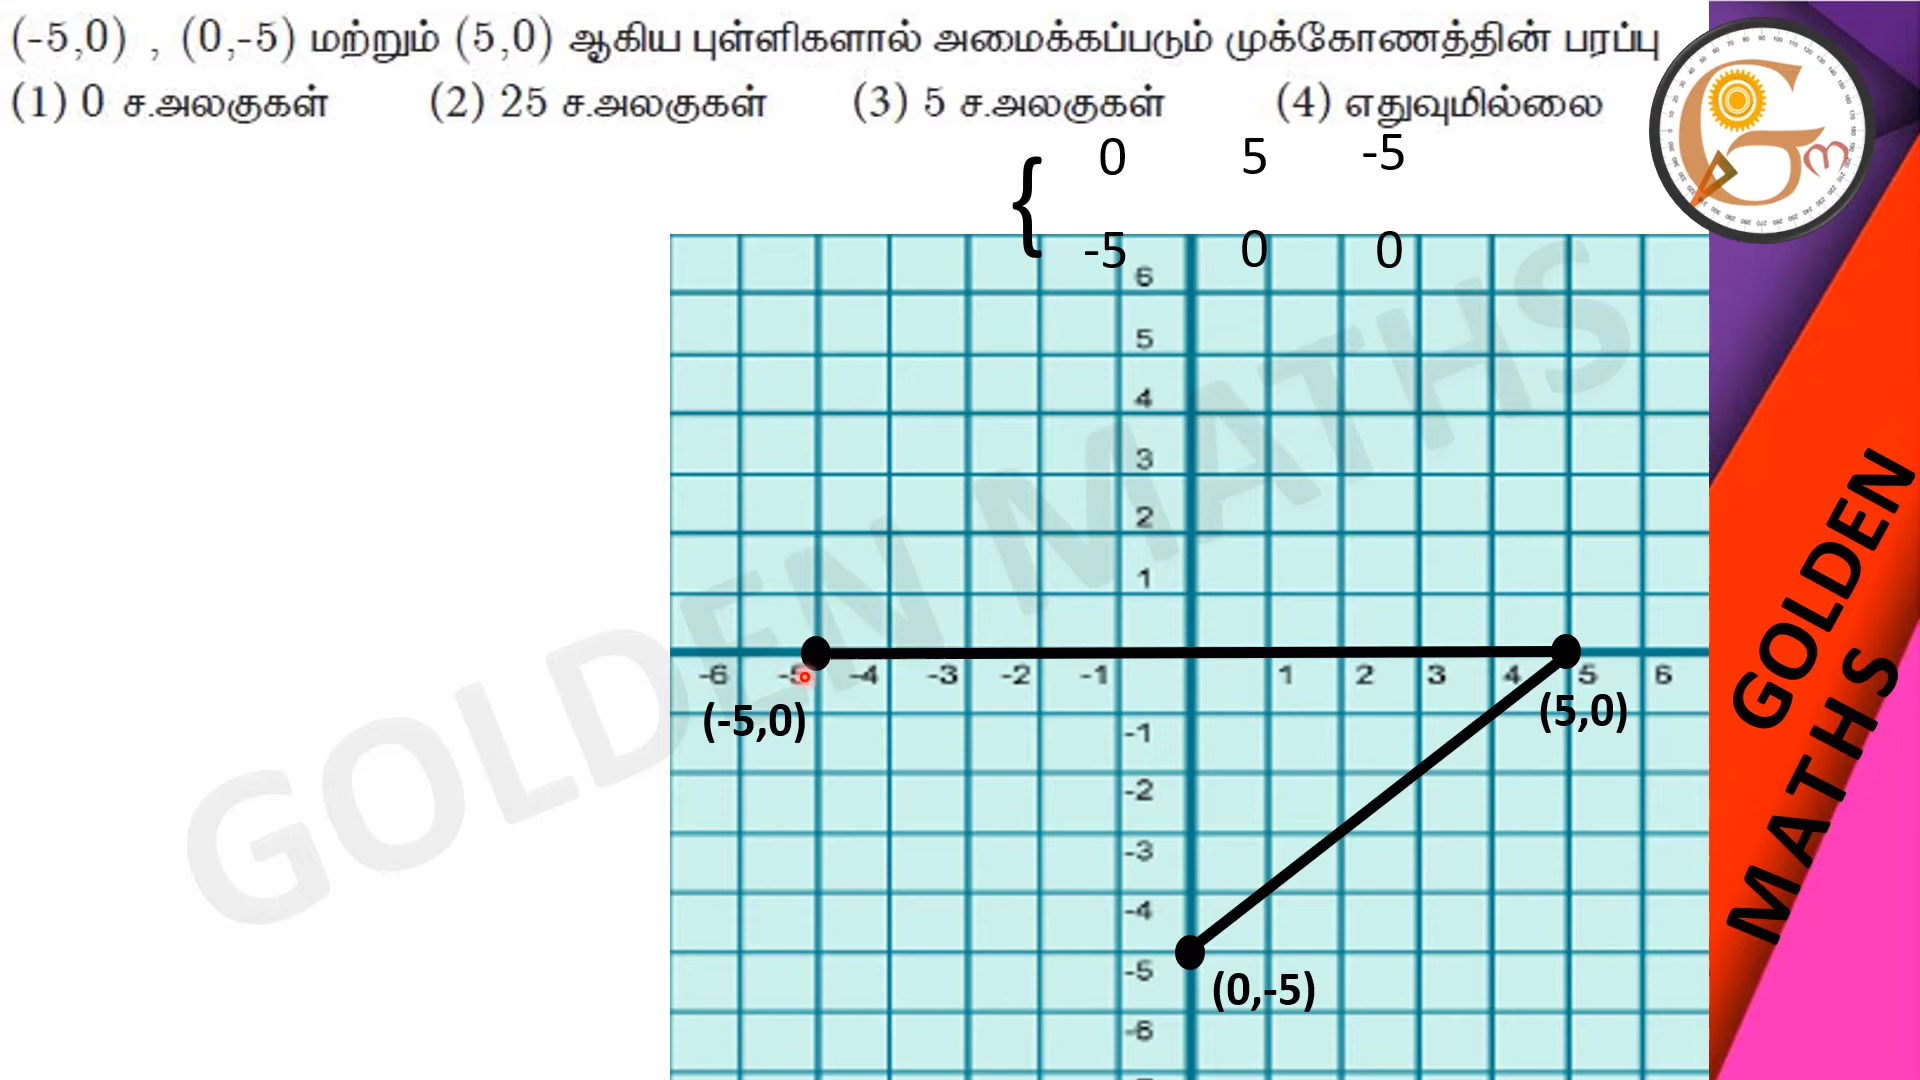 (-5,0) , (0,-5) மற்றும் (5,0) ஆகிய புள்ளிகளால் அமைக்கப்படும் முக்கோணத்தின் பரப்பு
(1) 0 ச.அலகுகள் (2) 25 ச.அலகுகள் (3) 5 ச.அலகுகள் (4) எதுவுமில்லை
{ 0 5 -5
-5 0 0
6
5
4
3
2
1
-6 -5 -4 -3 -2 -1 1 2 3 4 5 6
(-5,0) (5,0)
-1
-2
-3
-4
-5
(0,-5)
-6
GOLDEN MATHS
GOLDEN
MATHS
Gm